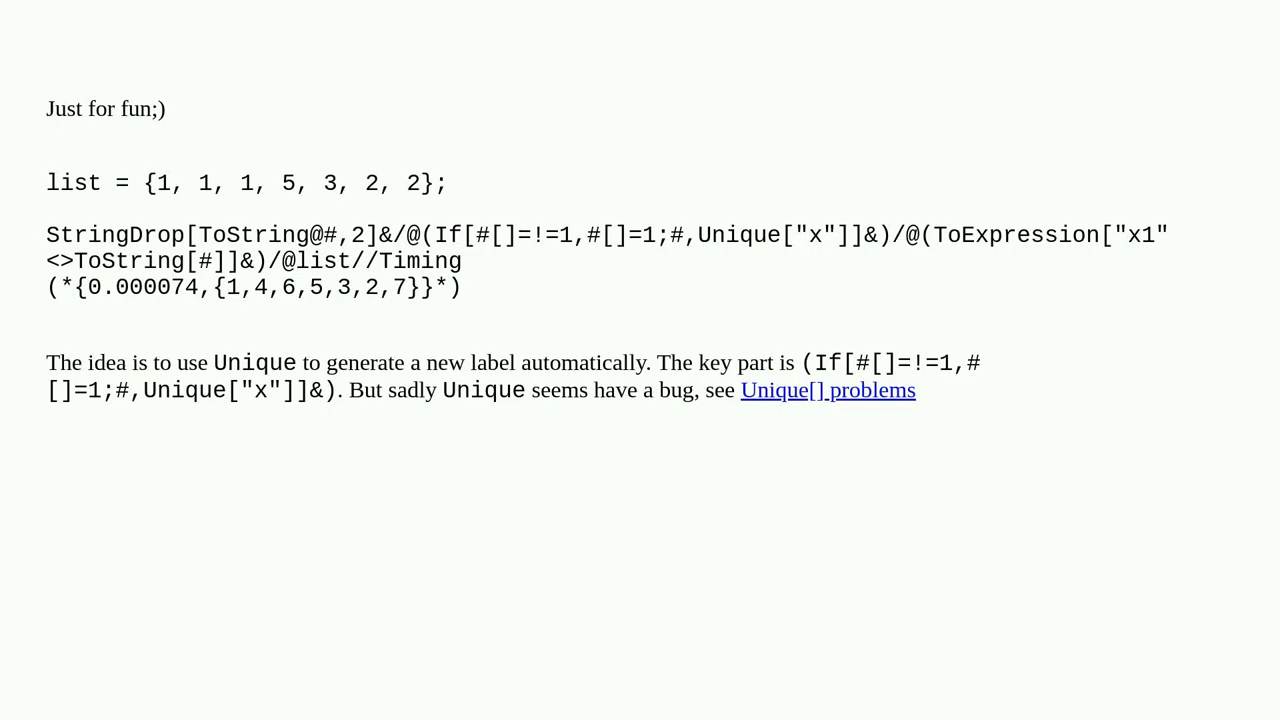 Just for fun;)
list = {1, 1, 1, 5, 3, 2, 2};
StringDrop[ToString@#,2]&/@(If[#[]=!=1,#[]=1;#,Unique["x"]]&)/@(ToExpression["x1"
<>ToString[#]]&)/@list//Timing
(*{0.000074,{1,4,6,5,3,2,7}}*)
The idea is to use Unique to generate a new label automatically. The key part is (If[#[]=!=1,#
[]=1;#,Unique["x"]]&). But sadly Unique seems have a bug, see Unique[] problems